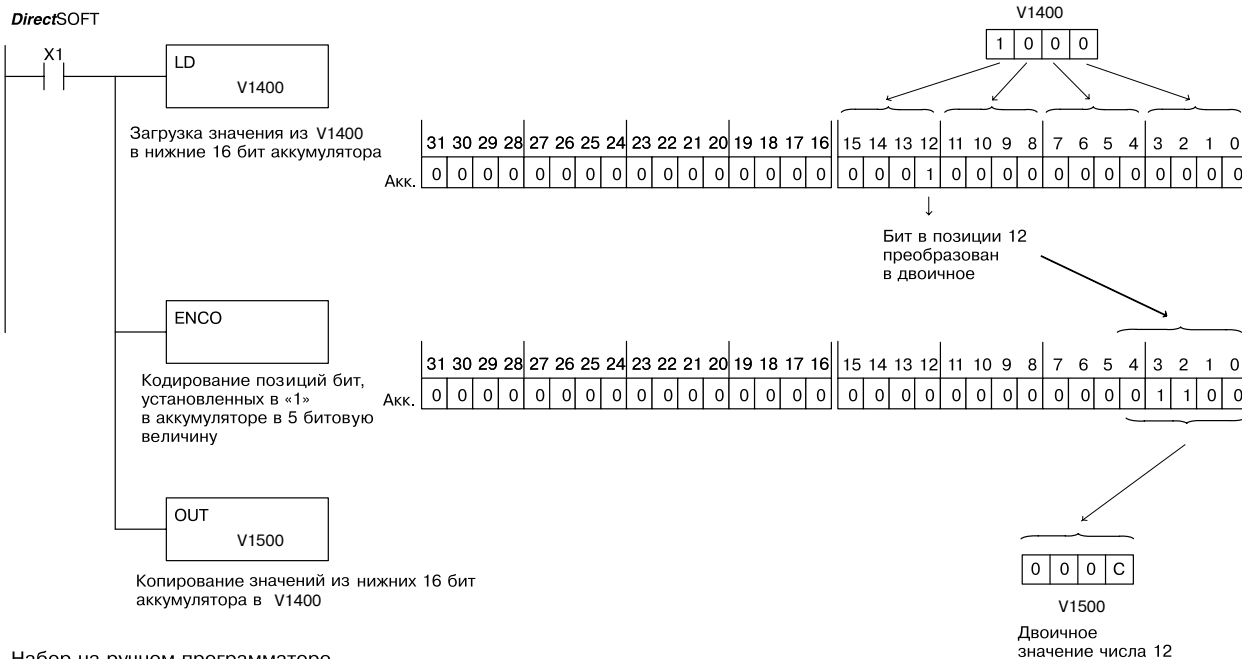 DirectSOFT
X1
LD
V1400
Загрузка значения из V1400
в нижние 16 бит аккумулятора
V1400
1 0 0 0
31 30 29 28 27 26 25 24 23 22 21 20 19 18 17 16 15 14 13 12 11 10 9 8 7 6 5 4 3 2 1 0
Акк. 0 0 0 0 0 0 0 0 0 0 0 0 0 0 0 0 0 0 0 1 0 0 0 0 0 0 0 0 0 0 0 0
Бит в позиции 12
преобразован
в двоичное
ENCO
Кодирование позиций бит,
установленных в «1»
в аккумуляторе в 5 битовую
величину
31 30 29 28 27 26 25 24 23 22 21 20 19 18 17 16 15 14 13 12 11 10 9 8 7 6 5 4 3 2 1 0
Акк. 0 0 0 0 0 0 0 0 0 0 0 0 0 0 0 0 0 0 0 0 0 0 0 0 0 0 0 0 1 1 0 0
OUT
V1500
Копирование значений из нижних 16 бит
аккумулятора в V1400
0 0 0 C
V1500
Двоичное
значение числа 12
Набор на ручном программаторе